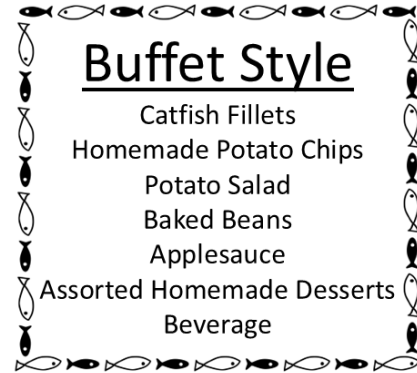 Buffet Style
Catfish Fillets
Homemade Potato Chips
Potato Salad
Baked Beans
Applesauce
Assorted Homemade Desserts
Beverage